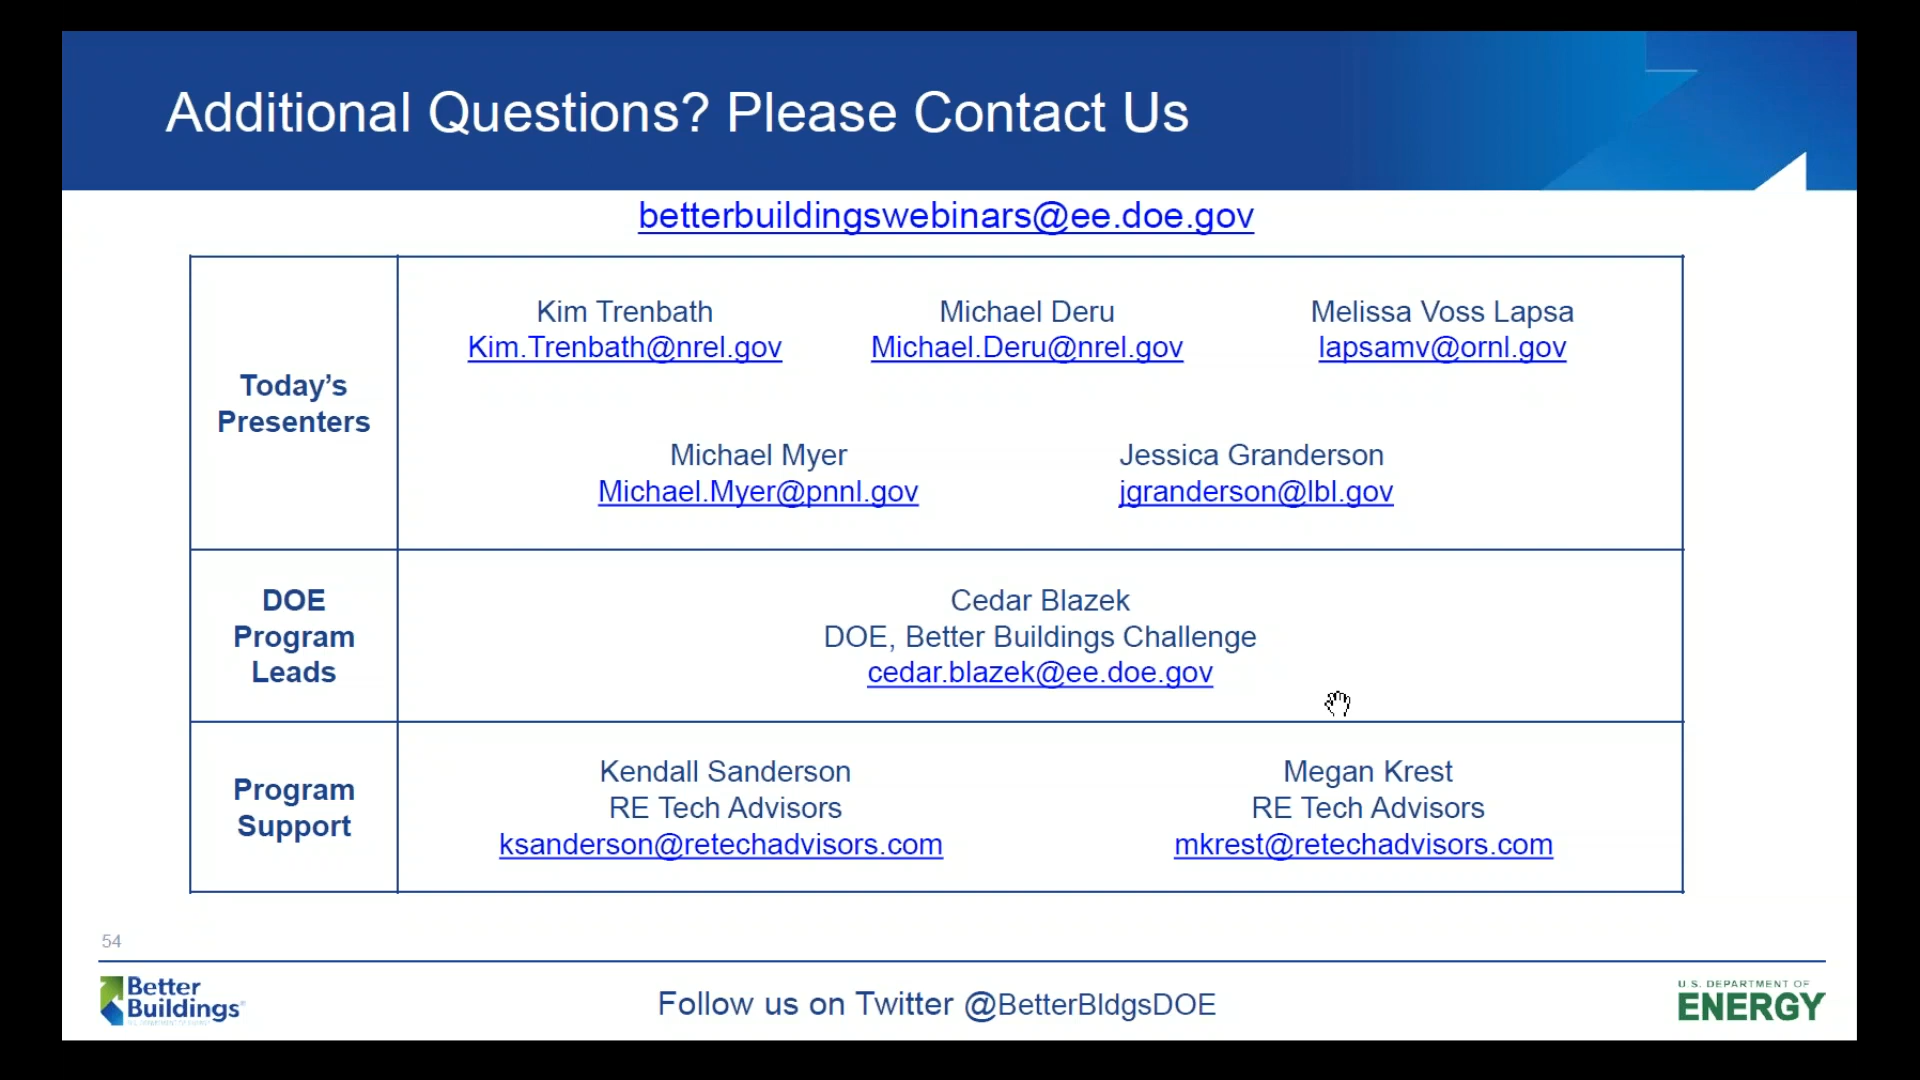 Additional Questions? Please Contact Us
betterbuildingswebinars@ee.doe.gov
Today's
Presenters
Kim Trenbath
Kim.Trenbath@nrel.gov
Michael Deru
Michael.Deru@nrel.gov
Melissa Voss Lapsa
lapsamv@ornl.gov
Michael Myer
Michael.Myer@pnnl.gov
Jessica Granderson
jgranderson@lbl.gov
DOE
Program
Leads
Cedar Blazek
DOE, Better Buildings Challenge
cedar.blazek@ee.doe.gov
Program
Support
Kendall Sanderson
RE Tech Advisors
ksanderson@retechadvisors.com
Megan Krest
RE Tech Advisors
mkrest@retechadvisors.com
54
Better
Buildings
Follow us on Twitter @BetterBldgsDOE
U.S. DEPARTMENT OF
ENERGY